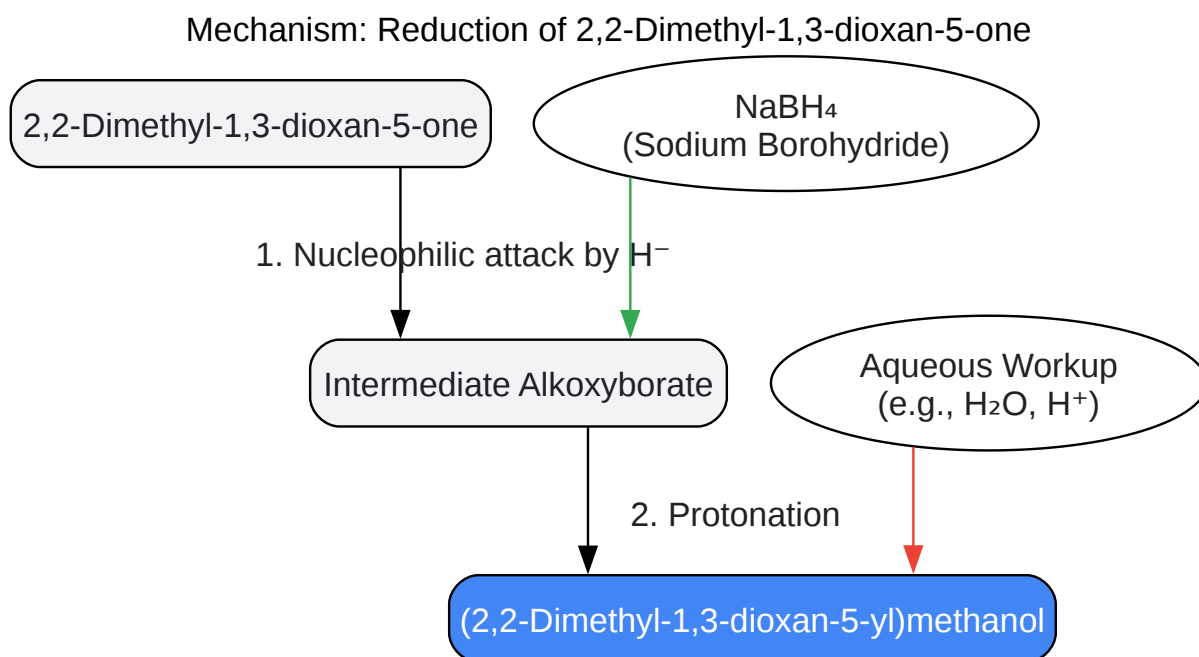 Mechanism: Reduction of 2,2-Dimethyl-1,3-dioxan-5-one
2,2-Dimethyl-1,3-dioxan-5-one
NaBH₄
(Sodium Borohydride)
1. Nucleophilic attack by H⁻
Intermediate Alkoxyborate
Aqueous Workup
(e.g., H₂O, H⁺)
2. Protonation
(2,2-Dimethyl-1,3-dioxan-5-yl)methanol